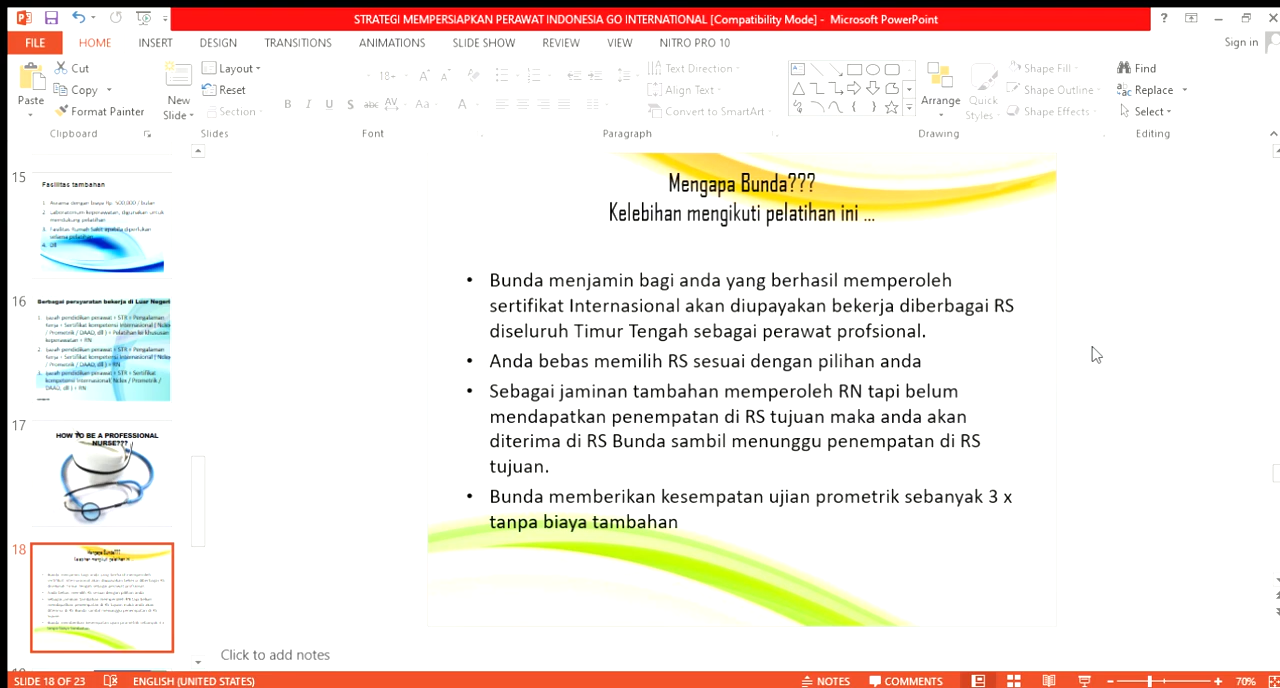 STRATEGI MEMPERSIAPKAN PERAWAT INDONESIA GO INTERNATIONAL [Compatibility Mode] - Microsoft PowerPoint
FILE HOME INSERT DESIGN TRANSITIONS ANIMATIONS SLIDE SHOW REVIEW VIEW NITRO PRO 10 Sign in
Cut Layout Text Direction Shape Fill Find
Copy Reset Align Text Shape Outline Replace
Paste Format Painter New Slide Section Convert to SmartArt Arrange Quick Styles Shape Effects Select
18+
B I U S abc AV Aa A
Clipboard Slides Font Paragraph Drawing Editing
15
Fasilitas tambahan
16
Berbagai persyaratan bekerja di Luar Negeri
17
HOW TO BE A PROFESSIONAL
NURSE???
18
Mengapa Bunda???
Kelebihan mengikuti pelatihan ini ...
• Bunda menjamin bagi anda yang berhasil memperoleh
sertifikat Internasional akan diupayakan bekerja diberbagai RS
diseluruh Timur Tengah sebagai perawat profsional.
• Anda bebas memilih RS sesuai dengan pilihan anda
• Sebagai jaminan tambahan memperoleh RN tapi belum
mendapatkan penempatan di RS tujuan maka anda akan
diterima di RS Bunda sambil menunggu penempatan di RS
tujuan.
• Bunda memberikan kesempatan ujian prometrik sebanyak 3 x
tanpa biaya tambahan
Click to add notes
SLIDE 18 OF 23 ENGLISH (UNITED STATES) NOTES COMMENTS 70%